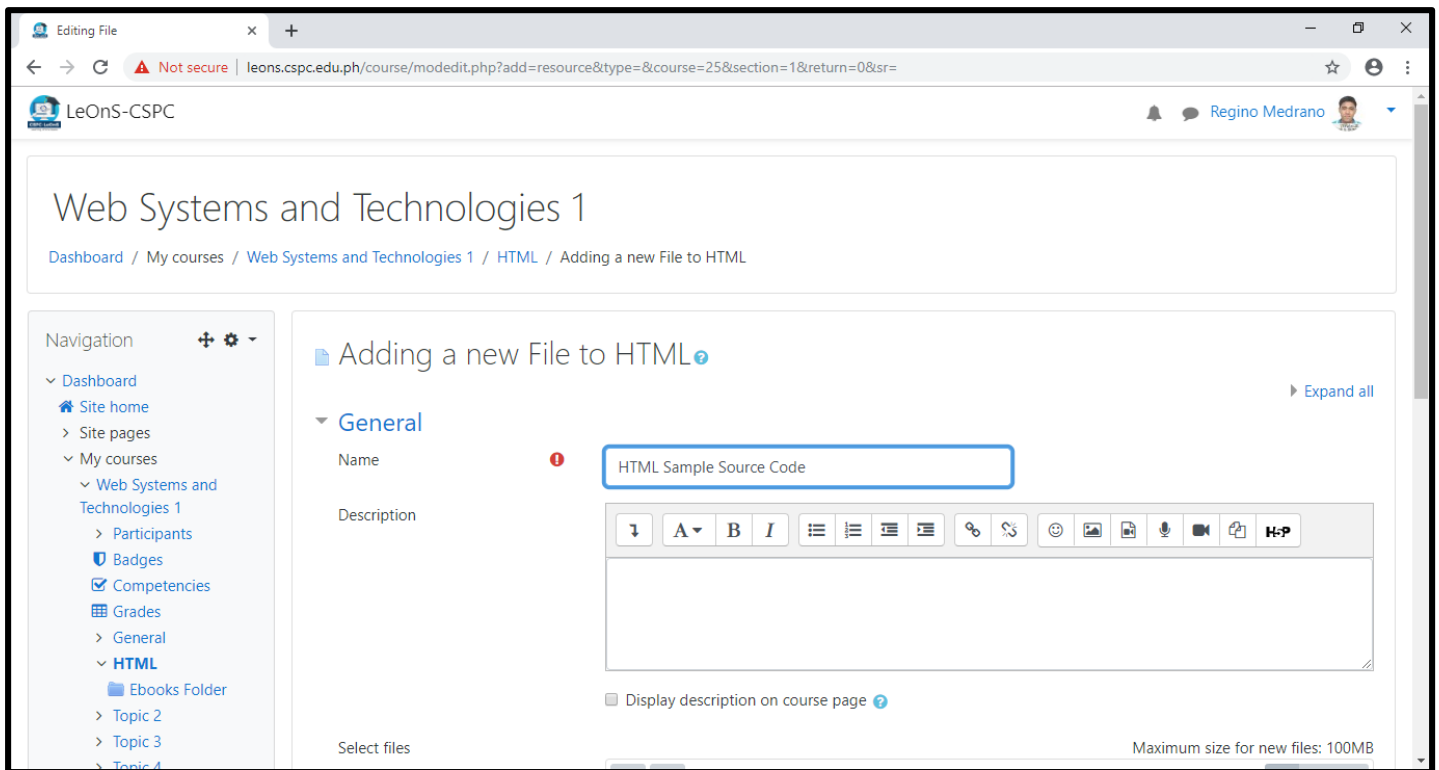 Editing File
Not secure | leons.cspc.edu.ph/course/modedit.php?add=resource&type=&course=25&section=1&return=0&sr=
LeOnS-CSPC
Regino Medrano
Web Systems and Technologies 1
Dashboard / My courses / Web Systems and Technologies 1 / HTML / Adding a new File to HTML
Navigation
Dashboard
Site home
Site pages
My courses
Web Systems and
Technologies 1
Participants
Badges
Competencies
Grades
General
HTML
Ebooks Folder
Topic 2
Topic 3
Topic 4
Adding a new File to HTML
Expand all
General
Name
HTML Sample Source Code
Description
A B I H-P
Display description on course page
Select files
Maximum size for new files: 100MB